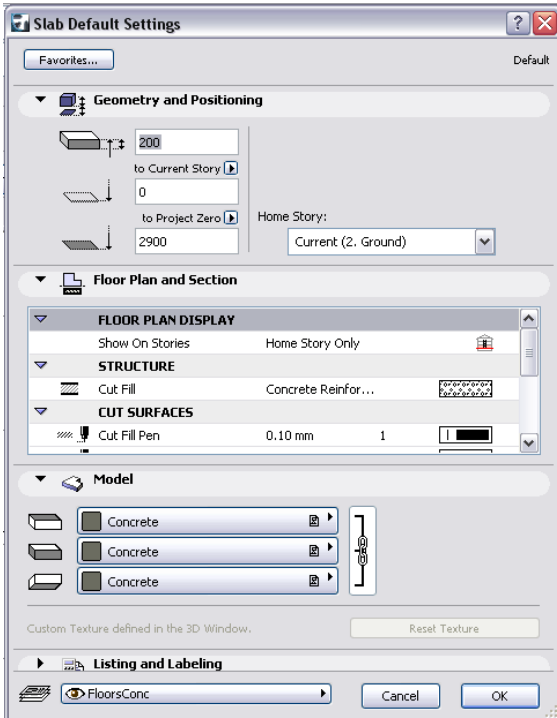 Slab Default Settings
Favorites...
Default
Geometry and Positioning
200
to Current Story
0
to Project Zero
Home Story:
2900
Current (2. Ground)
Floor Plan and Section
FLOOR PLAN DISPLAY
Show On Stories Home Story Only
STRUCTURE
Cut Fill Concrete Reinfor...
CUT SURFACES
Cut Fill Pen 0.10 mm 1
Model
Concrete
Concrete
Concrete
Custom Texture defined in the 3D Window.
Reset Texture
Listing and Labeling
FloorsConc
Cancel
OK